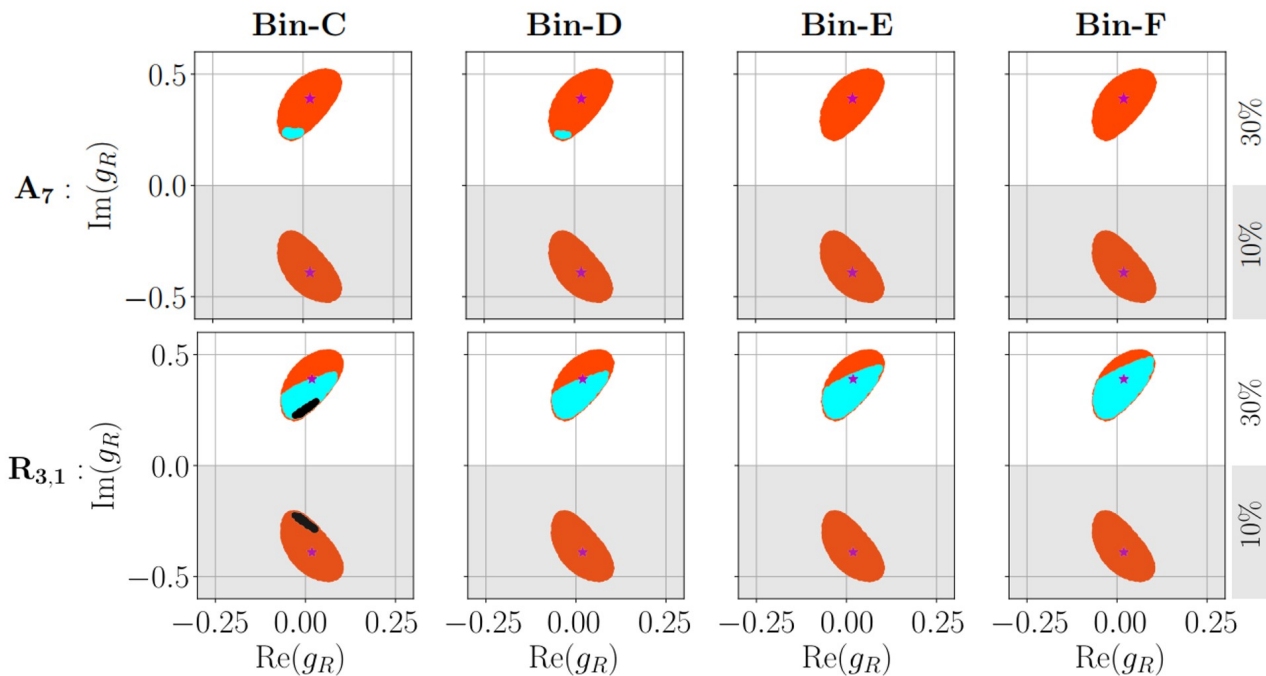 Bin-C Bin-D Bin-E Bin-F
A7 :
Im(gR)
0.5
0.0
−0.5
30%
10%
R3,1 :
Im(gR)
0.5
0.0
−0.5
30%
10%
−0.25 0.00 0.25 −0.25 0.00 0.25 −0.25 0.00 0.25 −0.25 0.00 0.25
Re(gR) Re(gR) Re(gR) Re(gR)